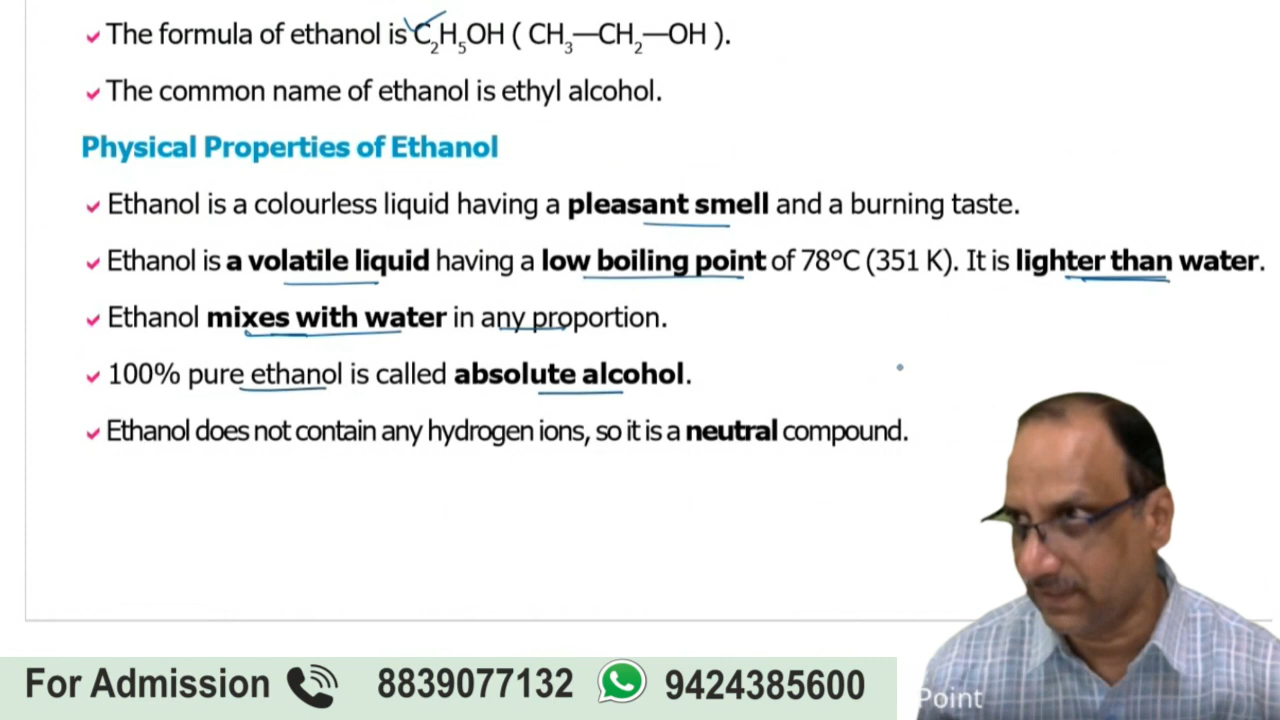 The formula of ethanol is C₂H₅OH ( CH₃—CH₂—OH ).
The common name of ethanol is ethyl alcohol.
Physical Properties of Ethanol
Ethanol is a colourless liquid having a pleasant smell and a burning taste.
Ethanol is a volatile liquid having a low boiling point of 78ºC (351 K). It is lighter than water.
Ethanol mixes with water in any proportion.
100% pure ethanol is called absolute alcohol.
Ethanol does not contain any hydrogen ions, so it is a neutral compound.
For Admission 8839077132 9424385600
Point